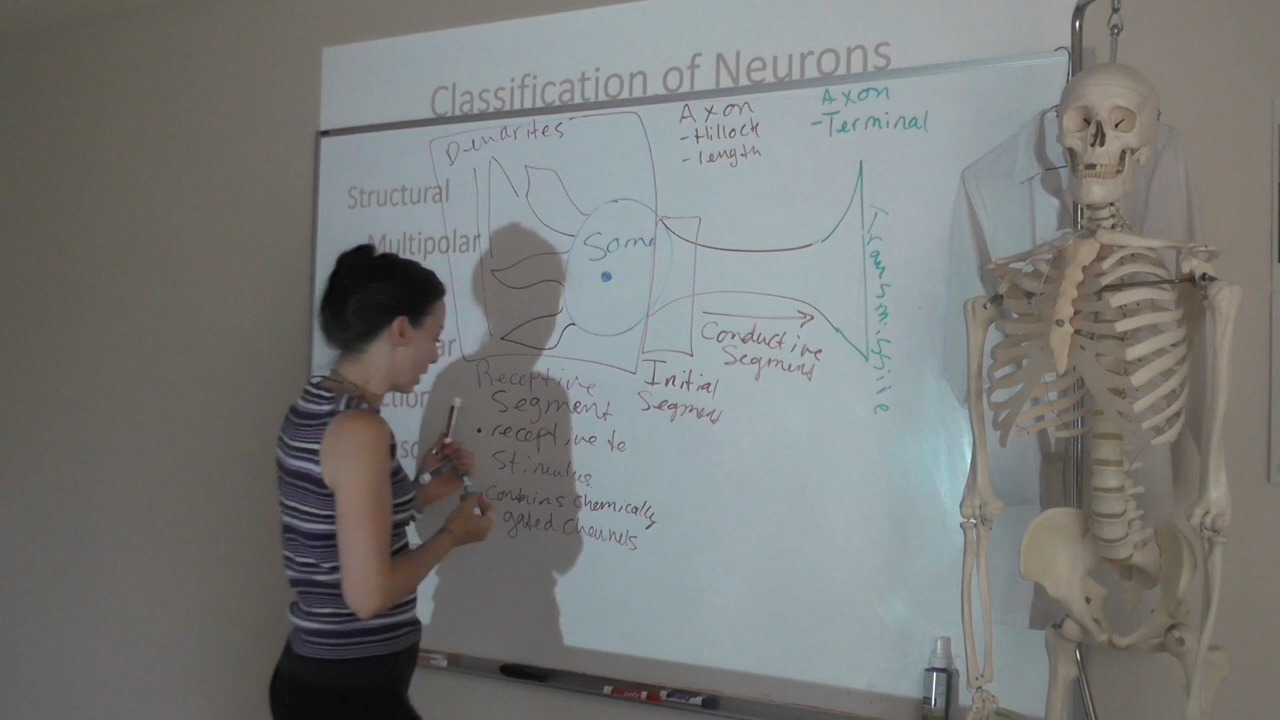 Classification of Neurons
Dendrites
Axon
-Hillock
-length
Axon
-Terminal
Structural
Multipolar
Soma
Transmissive
Conductive
Segment
Receptive
Segment
Initial
Segment
• receptive to
Stimulus
Contains chemically
gated channels